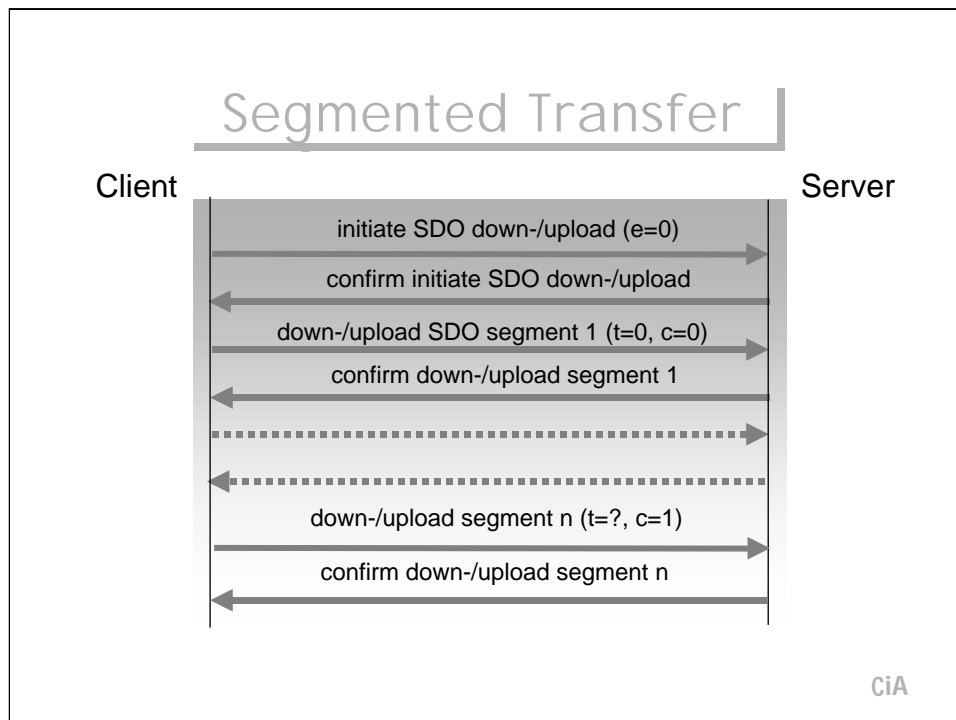 Segmented Transfer
Client
Server
initiate SDO down-/upload (e=0)
confirm initiate SDO down-/upload
down-/upload SDO segment 1 (t=0, c=0)
confirm down-/upload segment 1
down-/upload segment n (t=?, c=1)
confirm down-/upload segment n
CiA